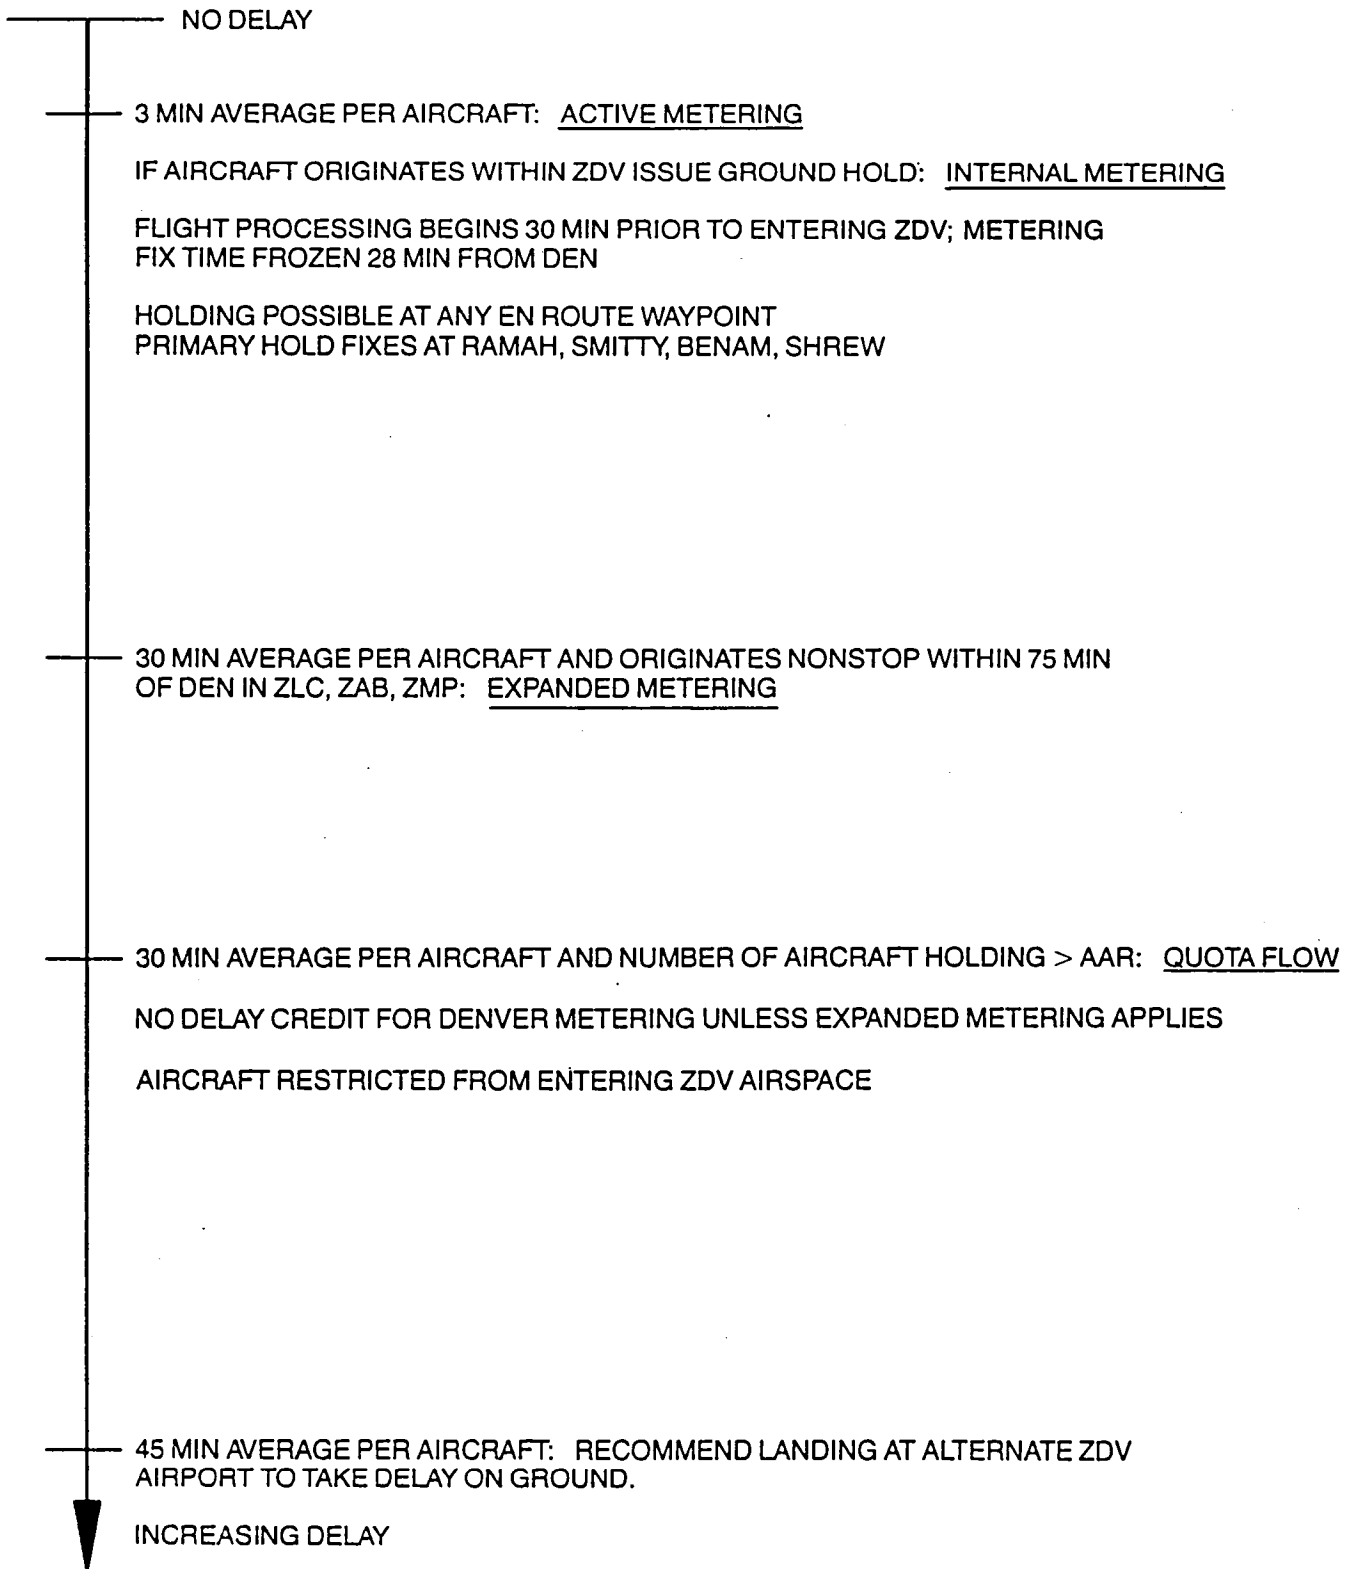 NO DELAY
3 MIN AVERAGE PER AIRCRAFT: ACTIVE METERING
IF AIRCRAFT ORIGINATES WITHIN ZDV ISSUE GROUND HOLD: INTERNAL METERING
FLIGHT PROCESSING BEGINS 30 MIN PRIOR TO ENTERING ZDV; METERING
FIX TIME FROZEN 28 MIN FROM DEN
HOLDING POSSIBLE AT ANY EN ROUTE WAYPOINT
PRIMARY HOLD FIXES AT RAMAH, SMITTY, BENAM, SHREW
30 MIN AVERAGE PER AIRCRAFT AND ORIGINATES NONSTOP WITHIN 75 MIN
OF DEN IN ZLC, ZAB, ZMP: EXPANDED METERING
30 MIN AVERAGE PER AIRCRAFT AND NUMBER OF AIRCRAFT HOLDING > AAR: QUOTA FLOW
NO DELAY CREDIT FOR DENVER METERING UNLESS EXPANDED METERING APPLIES
AIRCRAFT RESTRICTED FROM ENTERING ZDV AIRSPACE
45 MIN AVERAGE PER AIRCRAFT: RECOMMEND LANDING AT ALTERNATE ZDV
AIRPORT TO TAKE DELAY ON GROUND.
INCREASING DELAY